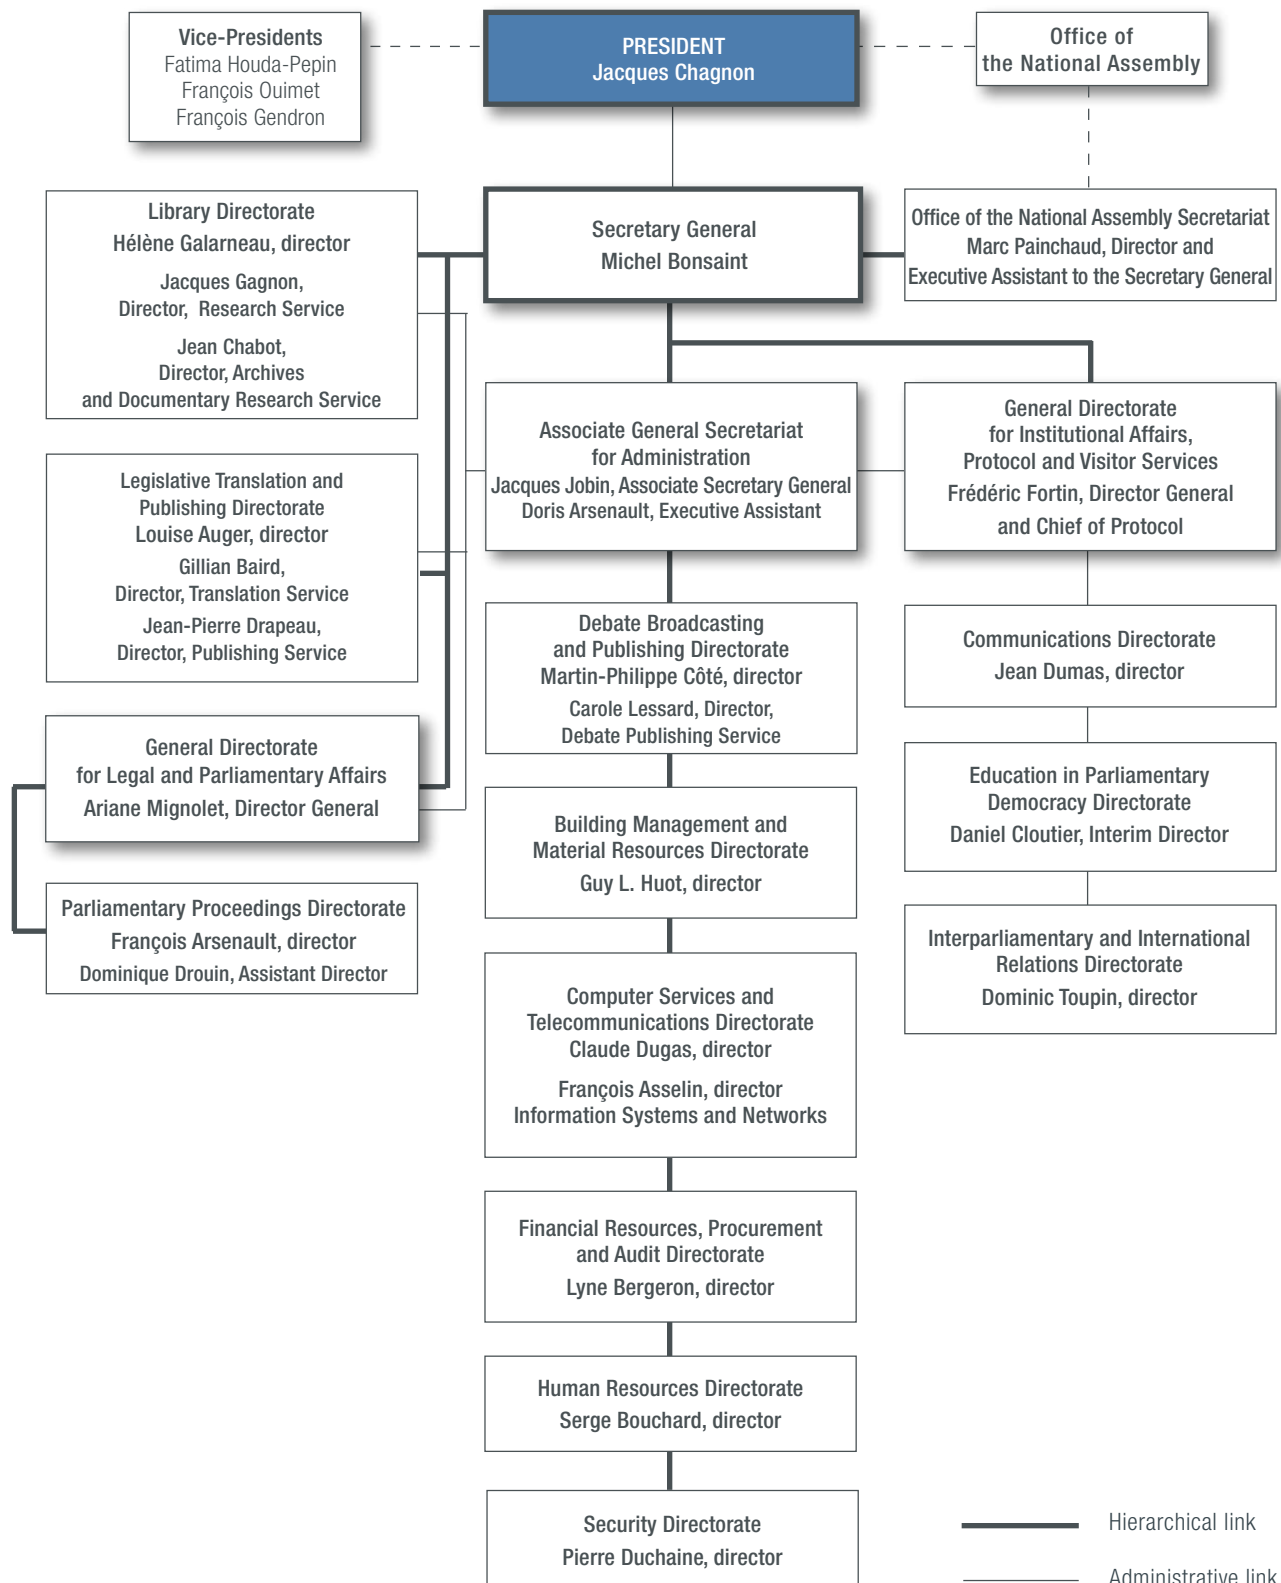 Vice-Presidents
Fatima Houda-Pepin
François Ouimet
François Gendron
PRESIDENT
Jacques Chagnon
Office of
the National Assembly
Library Directorate
Hélène Galarneau, director
Jacques Gagnon,
Director, Research Service
Jean Chabot,
Director, Archives
and Documentary Research Service
Secretary General
Michel Bonsaint
Office of the National Assembly Secretariat
Marc Painchaud, Director and
Executive Assistant to the Secretary General
Legislative Translation and
Publishing Directorate
Louise Auger, director
Gillian Baird,
Director, Translation Service
Jean-Pierre Drapeau,
Director, Publishing Service
Associate General Secretariat
for Administration
Jacques Jobin, Associate Secretary General
Doris Arsenault, Executive Assistant
General Directorate
for Institutional Affairs,
Protocol and Visitor Services
Frédéric Fortin, Director General
and Chief of Protocol
General Directorate
for Legal and Parliamentary Affairs
Ariane Mignolet, Director General
Parliamentary Proceedings Directorate
François Arsenault, director
Dominique Drouin, Assistant Director
Debate Broadcasting
and Publishing Directorate
Martin-Philippe Côté, director
Carole Lessard, Director,
Debate Publishing Service
Building Management and
Material Resources Directorate
Guy L. Huot, director
Computer Services and
Telecommunications Directorate
Claude Dugas, director
François Asselin, director
Information Systems and Networks
Financial Resources, Procurement
and Audit Directorate
Lyne Bergeron, director
Human Resources Directorate
Serge Bouchard, director
Security Directorate
Pierre Duchaine, director
Communications Directorate
Jean Dumas, director
Education in Parliamentary
Democracy Directorate
Daniel Cloutier, Interim Director
Interparliamentary and International
Relations Directorate
Dominic Toupin, director
Hierarchical link
Administrative link